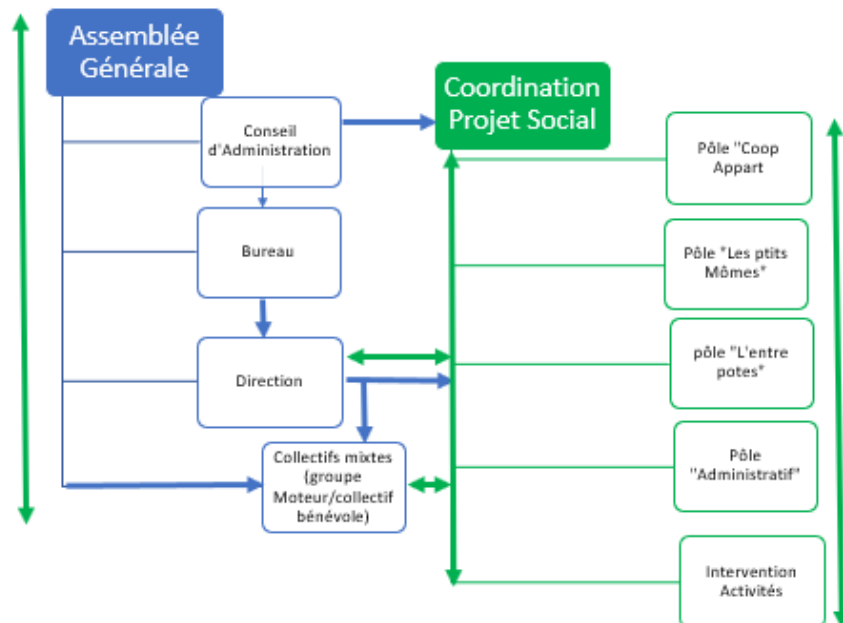 Assemblée
Générale
Conseil
d'Administration
Bureau
Direction
Collectifs mixtes
(groupe
Moteur/collectif
bénévole)
Coordination
Projet Social
Pôle "Coop
Appart
Pôle "Les ptits
Mômes"
pôle "L'entre
potes"
Pôle
"Administratif"
Intervention
Activités